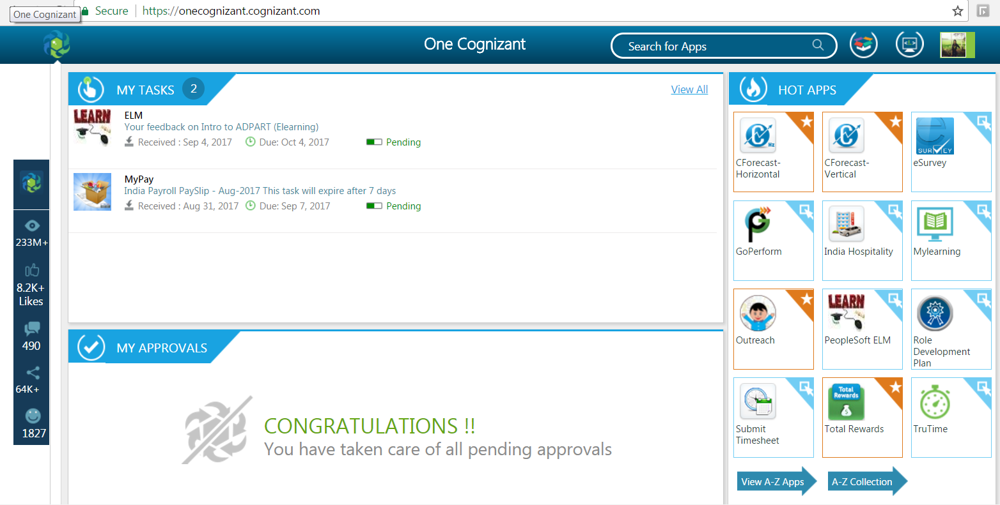 One Cognizant
Secure
https://onecognizant.cognizant.com
One Cognizant
Search for Apps
MY TASKS 2
View All
LEARN
ELM
Your feedback on Intro to ADPART (Elearning)
Received : Sep 4, 2017 Due: Oct 4, 2017 Pending
MyPay
India Payroll PaySlip - Aug-2017 This task will expire after 7 days
Received : Aug 31, 2017 Due: Sep 7, 2017 Pending
233M+
8.2K+
Likes
490
64K+
1827
MY APPROVALS
CONGRATULATIONS !!
You have taken care of all pending approvals
HOT APPS
Hz
CForecast-
Horizontal
CForecast-
Vertical
SURVEY
eSurvey
GoPerform
India Hospitality
Mylearning
Outreach
LEARN
PeopleSoft ELM
Role
Development
Plan
Submit
Timesheet
Total
Rewards
$
Total Rewards
TruTime
View A-Z Apps
A-Z Collection